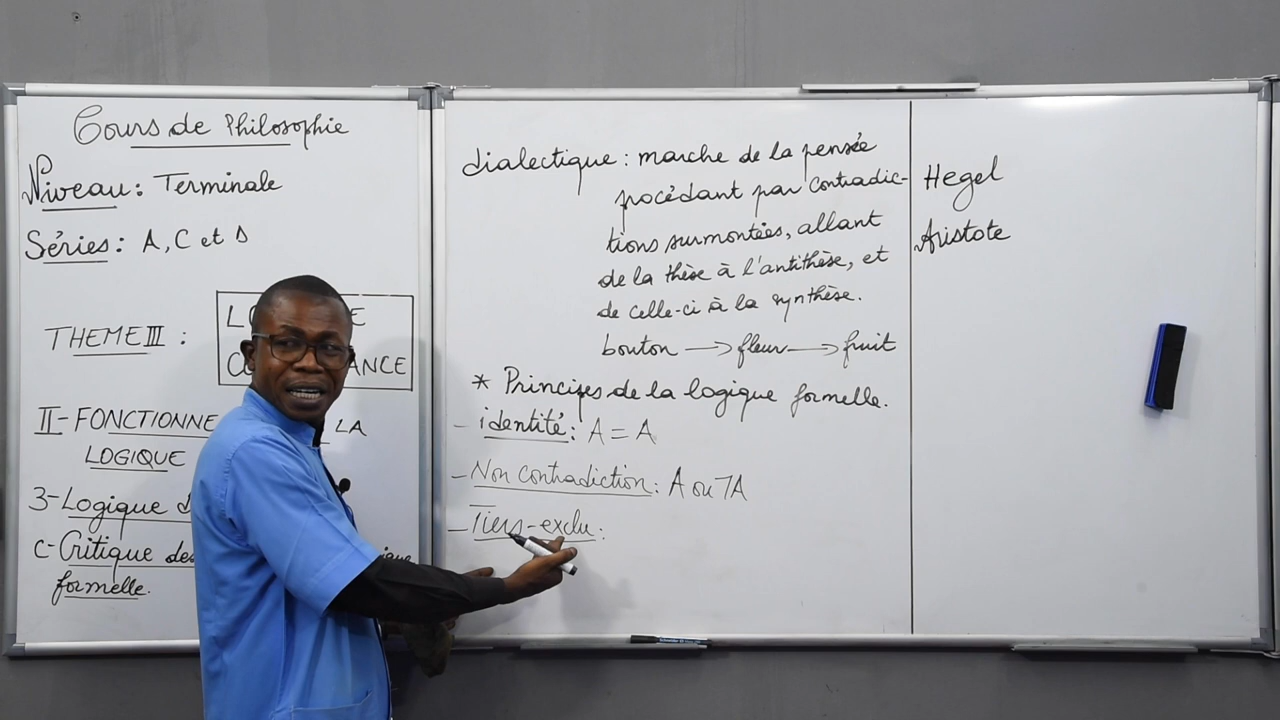 Cours de Philosophie
Niveau : Terminale
Séries : A, C et D
THEME III :
II- FONCTIONNE LA
LOGIQUE
3- Logique
c- Critique des
formelle.
dialectique : marche de la pensée
procédant par contradic-
tions surmontées, allant
de la thèse à l'antithèse, et
de celle-ci à la synthèse.
bouton → fleur → fruit
* Principes de la logique formelle.
- identité : A = A
- Non contradiction : A ou ¬A
- Tiers-exclu :
Hegel
Aristote